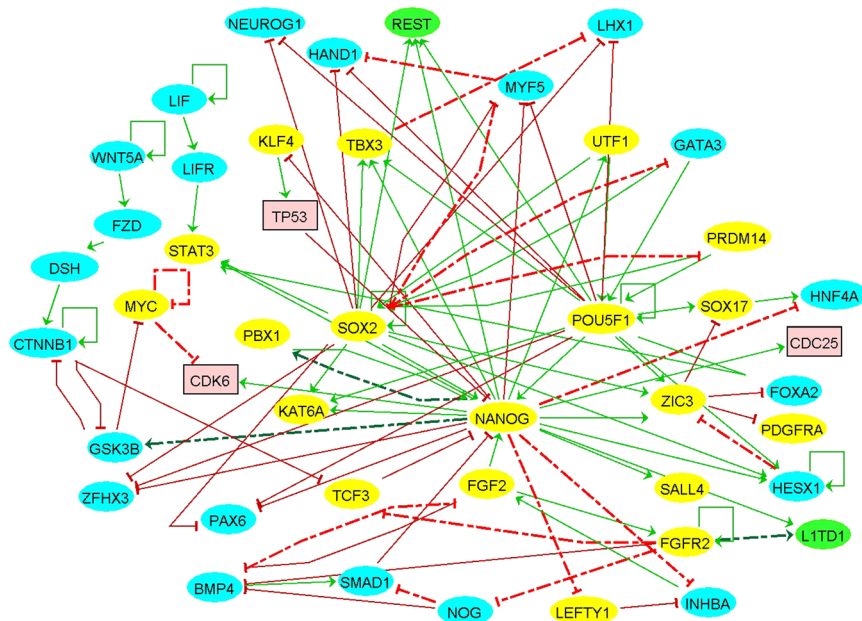 NEUROG1
REST
LHX1
HAND1
MYF5
LIF
KLF4
TBX3
UTF1
GATA3
WNT5A
LIFR
TP53
FZD
STAT3
PRDM14
DSH
MYC
SOX2
POU5F1
SOX17
HNF4A
CTNNB1
PBX1
CDC25
CDK6
KAT6A
NANOG
ZIC3
FOXA2
PDGFRA
GSK3B
ZFHX3
TCF3
FGF2
SALL4
HESX1
PAX6
FGFR2
L1TD1
BMP4
SMAD1
NOG
LEFTY1
INHBA